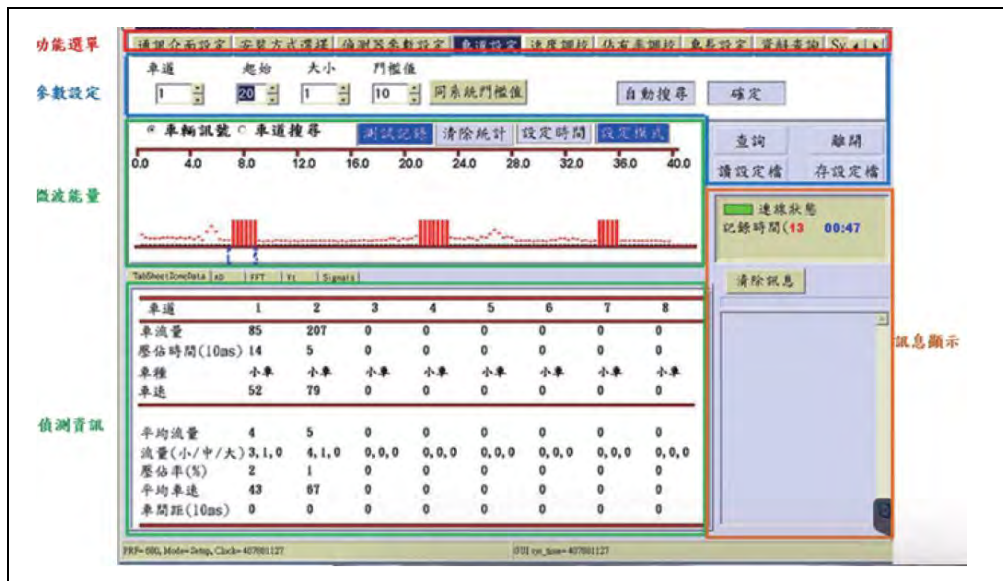 功能選單
通訊介面設定 安裝方式選擇 偵測器參數設定 車道設定 速度調校 佔有率調校 車長設定 資料查詢 Sy
參數設定
車道 起始 大小 門檻值
1 20 1 10 同系統門檻值 自動搜尋 確定
車輛訊號 車道搜尋 測試記錄 清除統計 設定時間 設定模式
查詢 離開
讀設定檔 存設定檔
0.0 4.0 8.0 12.0 16.0 20.0 24.0 28.0 32.0 36.0 40.0
微波能量
連線狀態
記錄時間(13 00:47
清除訊息
訊息顯示
TabSheetZoneData FFT Signals
偵測資訊
車道 1 2 3 4 5 6 7 8
車流量 85 207 0 0 0 0 0 0
壓佔時間(10ms) 14 5 0 0 0 0 0 0
車種 小車 小車 小車 小車 小車 小車 小車 小車
車速 52 79 0 0 0 0 0 0
平均流量 4 5 0 0 0 0 0 0
流量(小/中/大) 3,1,0 4,1,0 0,0,0 0,0,0 0,0,0 0,0,0 0,0,0 0,0,0
壓佔率(%) 2 1 0 0 0 0 0 0
平均車速 43 67 0 0 0 0 0 0
車間距(10ms) 0 0 0 0 0 0 0 0
PRF= 600, Mode= Setup, Clock= 407801127 GUI sys_time= 407801127